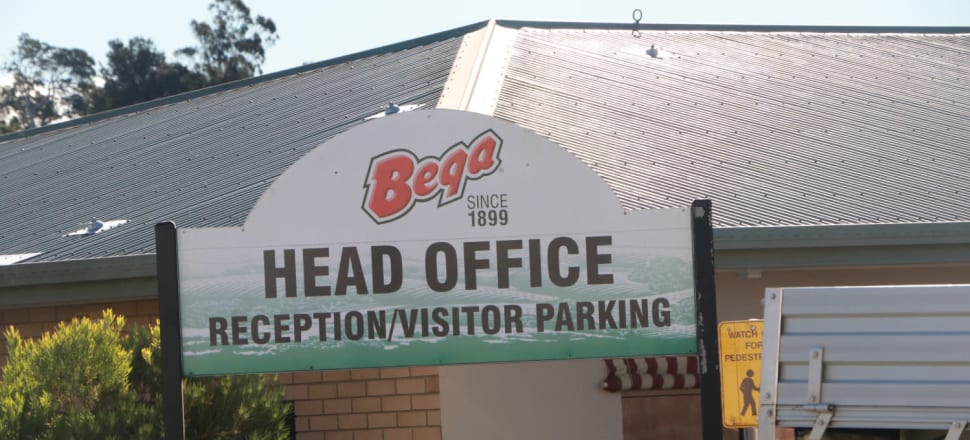 Bega
SINCE
1899
HEAD OFFICE
RECEPTION/VISITOR PARKING
WATCH
FOR